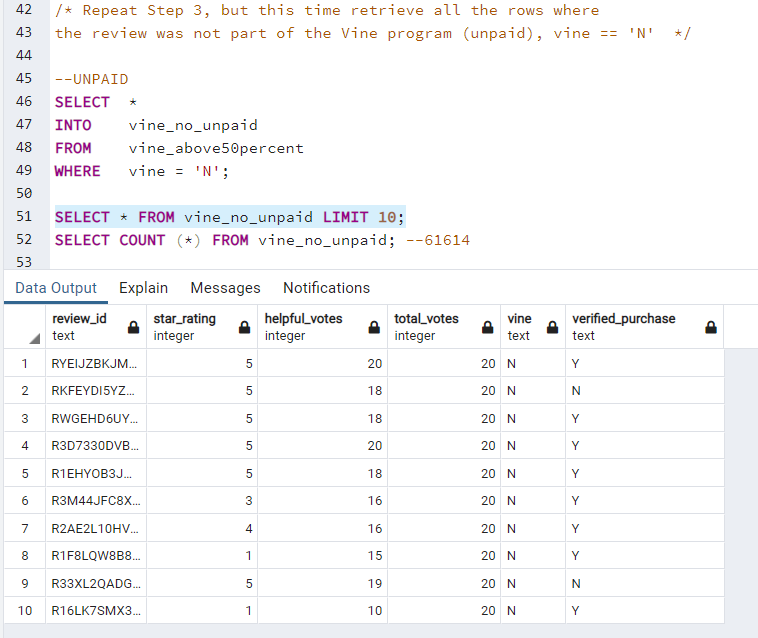 42 /* Repeat Step 3, but this time retrieve all the rows where
43 the review was not part of the Vine program (unpaid), vine == 'N'  */
44
45 --UNPAID
46 SELECT  *
47 INTO    vine_no_unpaid
48 FROM    vine_above50percent
49 WHERE   vine = 'N';
50
51 SELECT * FROM vine_no_unpaid LIMIT 10;
52 SELECT COUNT (*) FROM vine_no_unpaid; --61614
53
Data Output Explain Messages Notifications
review_id star_rating helpful_votes total_votes vine verified_purchase
text integer integer integer text text
1 RYEIJZBKJM... 5 20 20 N Y
2 RKFEYDI5YZ... 5 18 20 N N
3 RWGEHD6UY... 5 18 20 N Y
4 R3D7330DVB... 5 20 20 N Y
5 R1EHYOB3J... 5 18 20 N Y
6 R3M44JFC8X... 3 16 20 N Y
7 R2AE2L10HV... 4 16 20 N Y
8 R1F8LQW8B8... 1 15 20 N Y
9 R33XL2QADG... 5 19 20 N N
10 R16LK7SMX3... 1 10 20 N Y